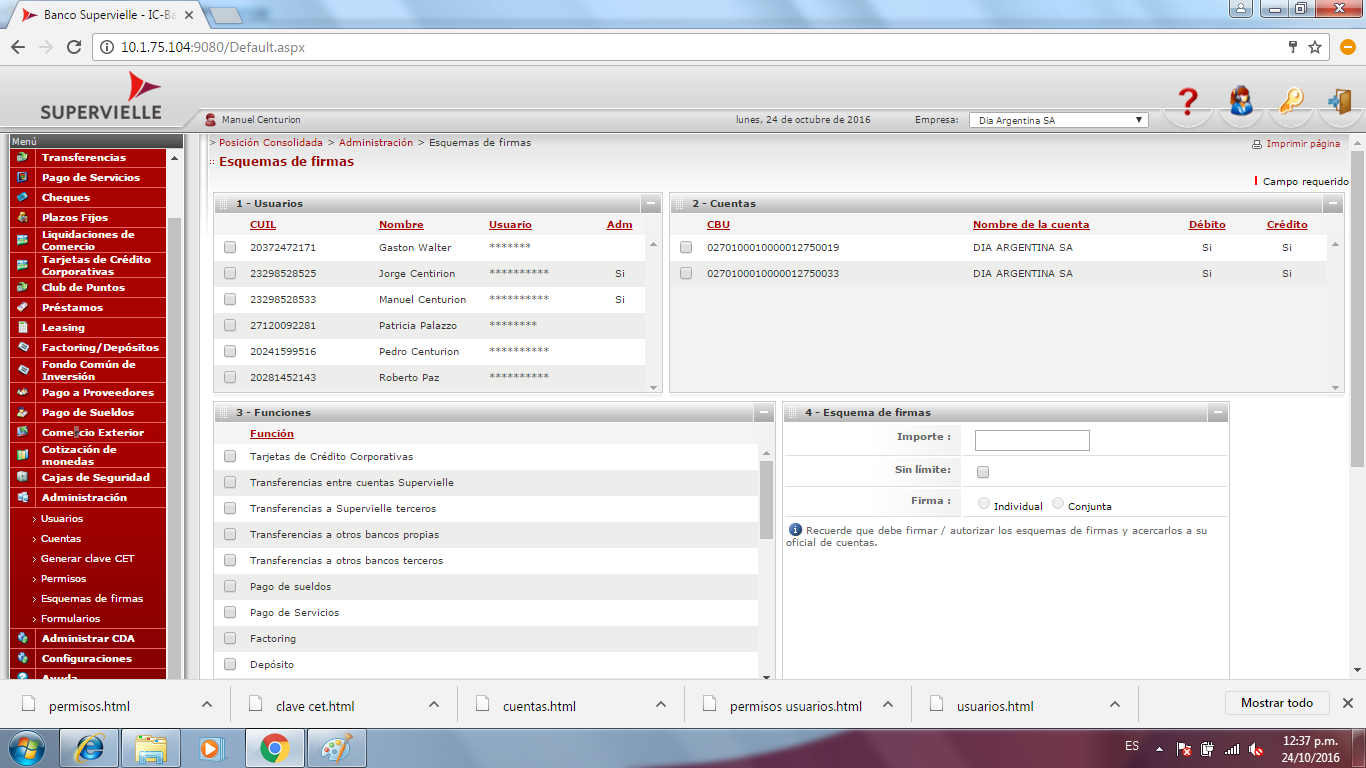 Banco Supervielle - IC-Ba
10.1.75.104:9080/Default.aspx
SUPERVIELLE
Manuel Centurion
lunes, 24 de octubre de 2016
Empresa:
Dia Argentina SA
Menú
Transferencias
Pago de Servicios
Cheques
Plazos Fijos
Liquidaciones de
Comercio
Tarjetas de Crédito
Corporativas
Club de Puntos
Préstamos
Leasing
Factoring/Depósitos
Fondo Común de
Inversión
Pago a Proveedores
Pago de Sueldos
Comercio Exterior
Cotización de
monedas
Cajas de Seguridad
Administración
> Usuarios
> Cuentas
> Generar clave CET
> Permisos
> Esquemas de firmas
> Formularios
Administrar CDA
Configuraciones
Ayuda
> Posición Consolidada > Administración > Esquemas de firmas
Imprimir página
Esquemas de firmas
Campo requerido
1 - Usuarios
CUIL Nombre Usuario Adm
20372472171 Gaston Walter *******
23298528525 Jorge Centirion ********** Si
23298528533 Manuel Centurion ********** Si
27120092281 Patricia Palazzo ********
20241599516 Pedro Centurion **********
20281452143 Roberto Paz **********
2 - Cuentas
CBU Nombre de la cuenta Débito Crédito
0270100010000012750019 DIA ARGENTINA SA Si Si
0270100010000012750033 DIA ARGENTINA SA Si Si
3 - Funciones
Función
Tarjetas de Crédito Corporativas
Transferencias entre cuentas Supervielle
Transferencias a Supervielle terceros
Transferencias a otros bancos propias
Transferencias a otros bancos terceros
Pago de sueldos
Pago de Servicios
Factoring
Depósito
4 - Esquema de firmas
Importe :
Sin límite:
Firma : Individual Conjunta
Recuerde que debe firmar / autorizar los esquemas de firmas y acercarlos a su
oficial de cuentas.
permisos.html
clave cet.html
cuentas.html
permisos usuarios.html
usuarios.html
Mostrar todo
ES
12:37 p.m.
24/10/2016